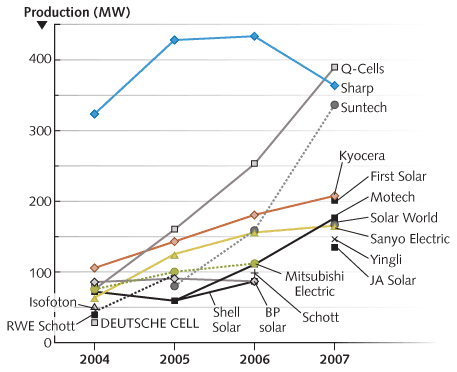 Production (MW)
400
300
200
100
0
Q-Cells
Sharp
Suntech
Kyocera
First Solar
Motech
Solar World
Sanyo Electric
Yingli
JA Solar
Mitsubishi
Electric
Schott
BP
solar
Shell
Solar
Isofoton
RWE Schott
DEUTSCHE CELL
2004
2005
2006
2007